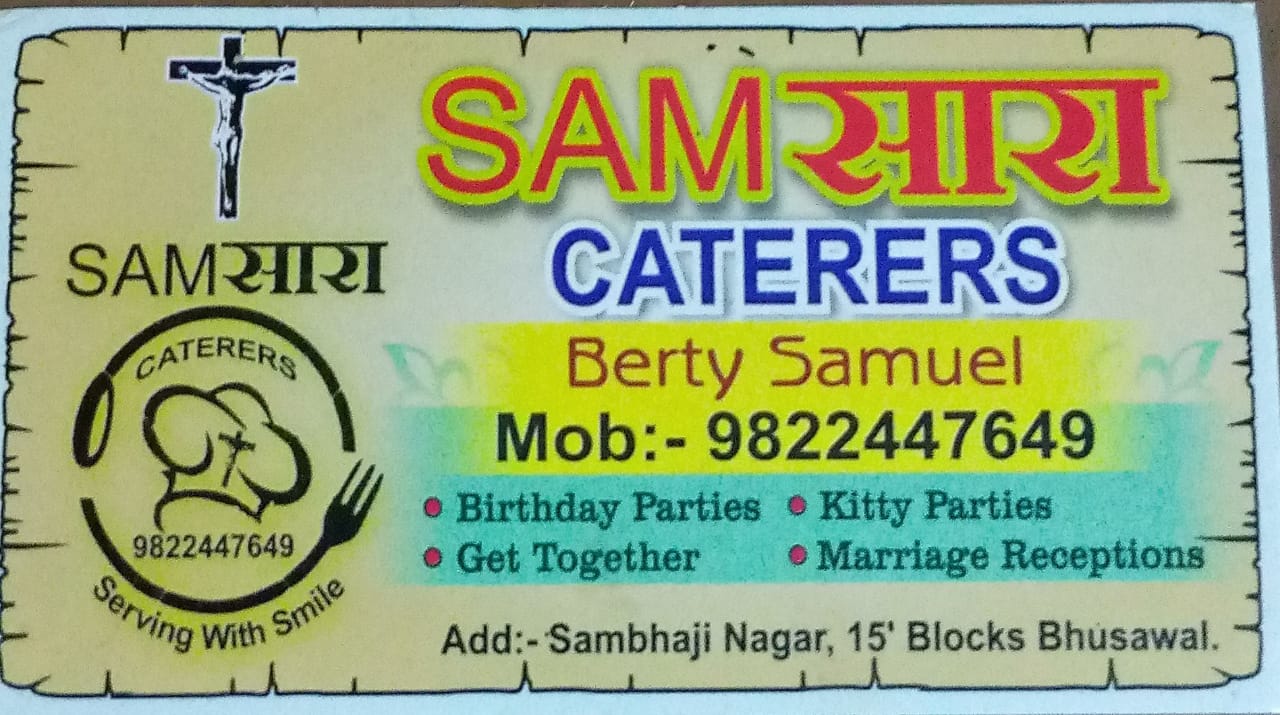 SAMसारा
CATERERS
SAMसारा
CATERERS
9822447649
Serving With Smile
Berty Samuel
Mob:- 9822447649
• Birthday Parties • Kitty Parties
• Get Together • Marriage Receptions
Add:- Sambhaji Nagar, 15' Blocks Bhusawal.